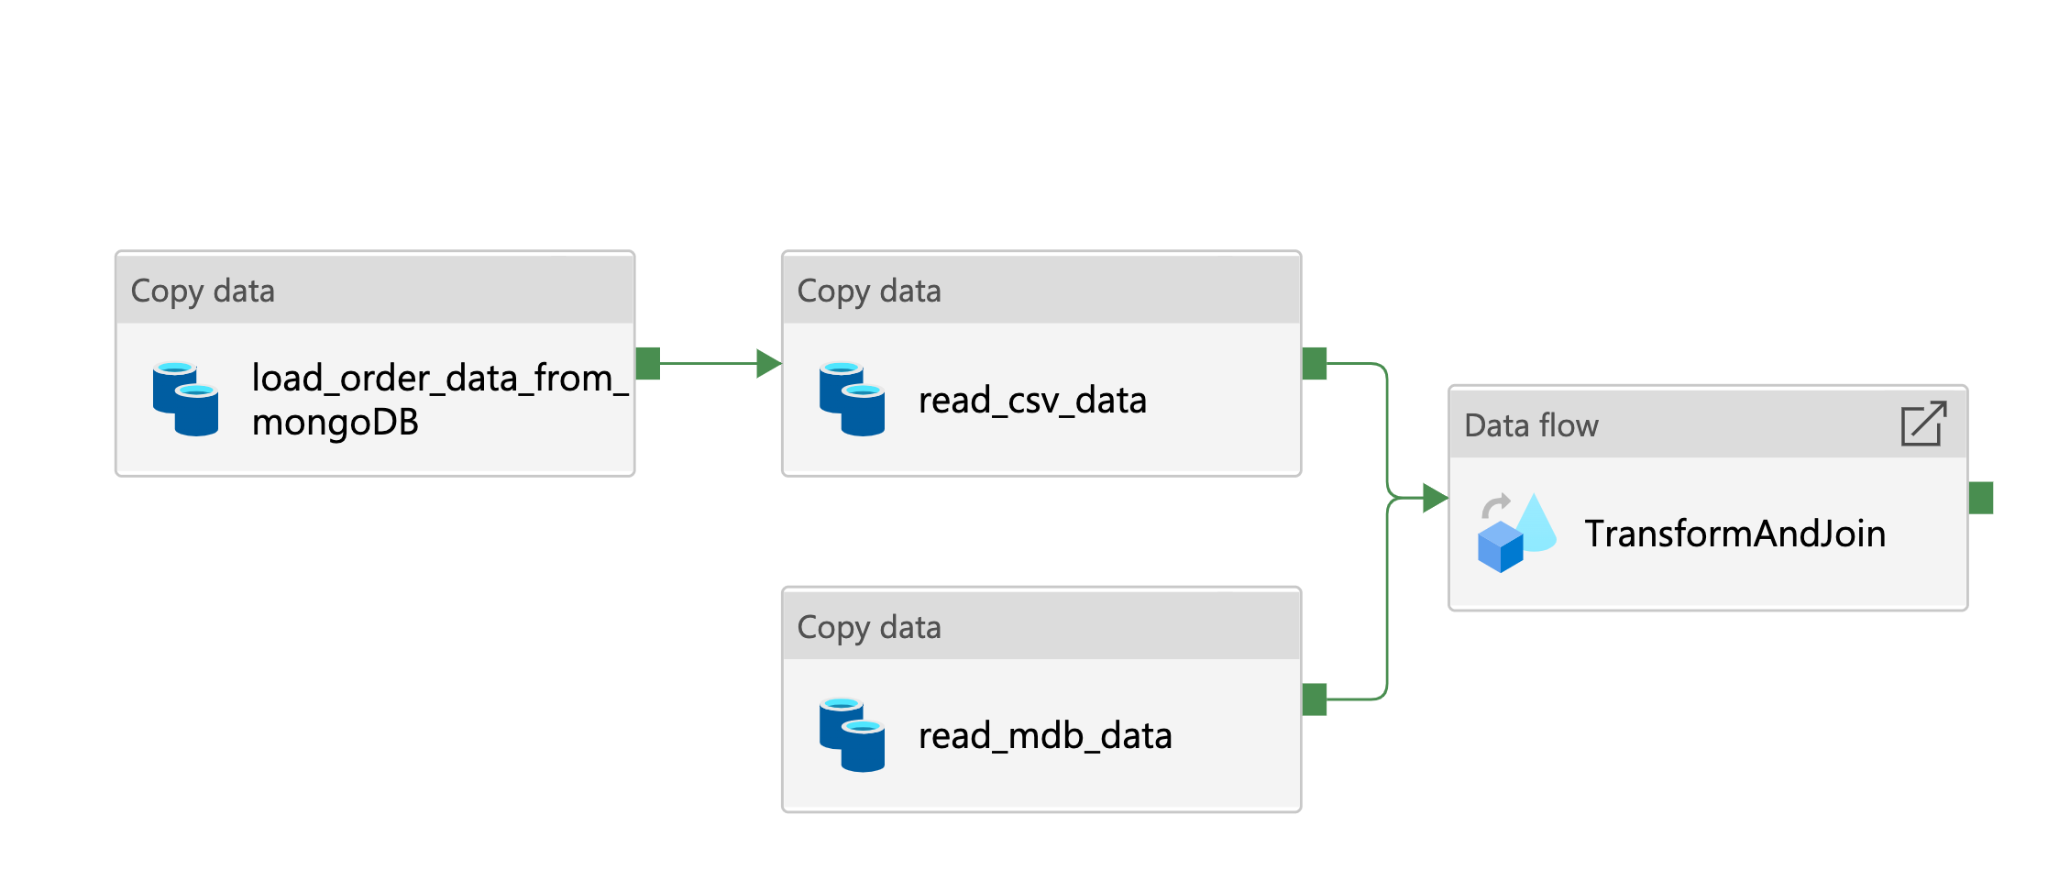 Copy data
load_order_data_from_
mongoDB
Copy data
read_csv_data
Data flow
TransformAndJoin
Copy data
read_mdb_data